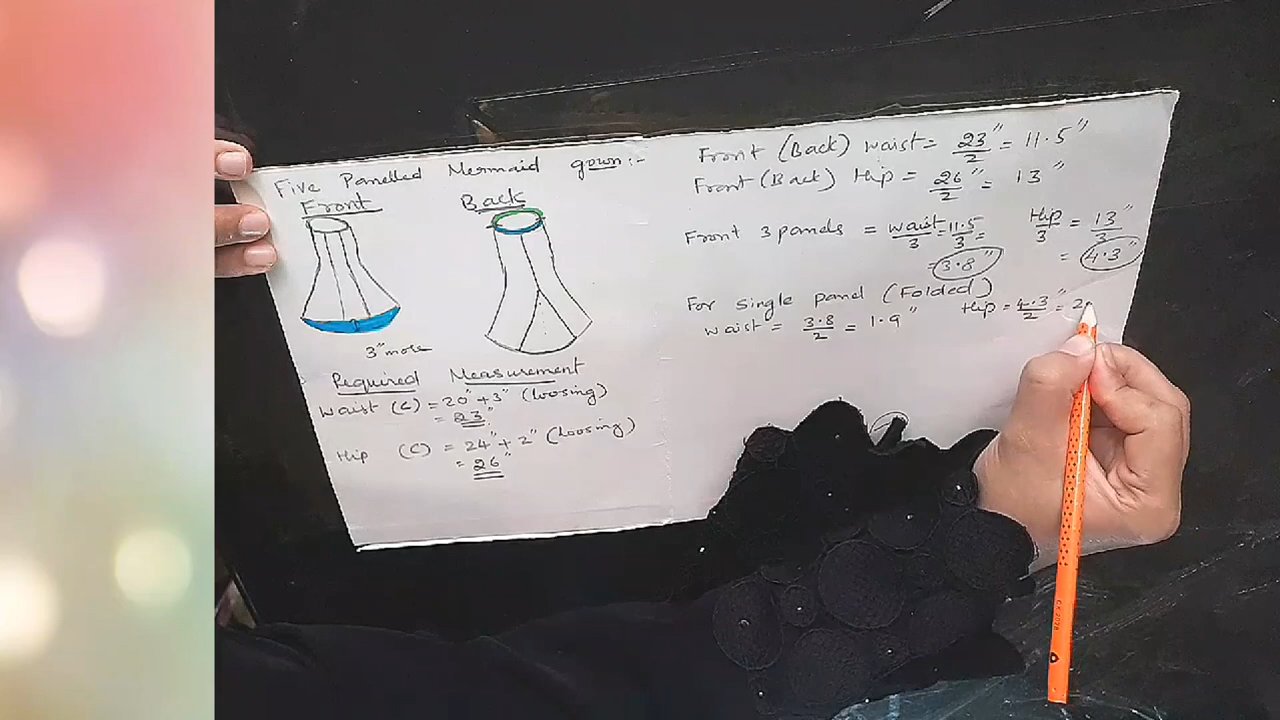 Five Panelled Mermaid gown :-
Front
Back
3" more
Required Measurement
Waist (C) = 20" + 3" (loosing)
= 23"
Hip (C) = 24" + 2" (loosing)
= 26"
Front (Back) Waist = 23"/2 = 11.5"
Front (Back) Hip = 26"/2 = 13"
Front 3 panels = Waist/3 = 11.5/3 = Hip/3 = 13"/3
= 3.8" = 4.3"
For single panel (Folded)
Waist = 3.8/2 = 1.9" Hip = 4.3"/2 = 2